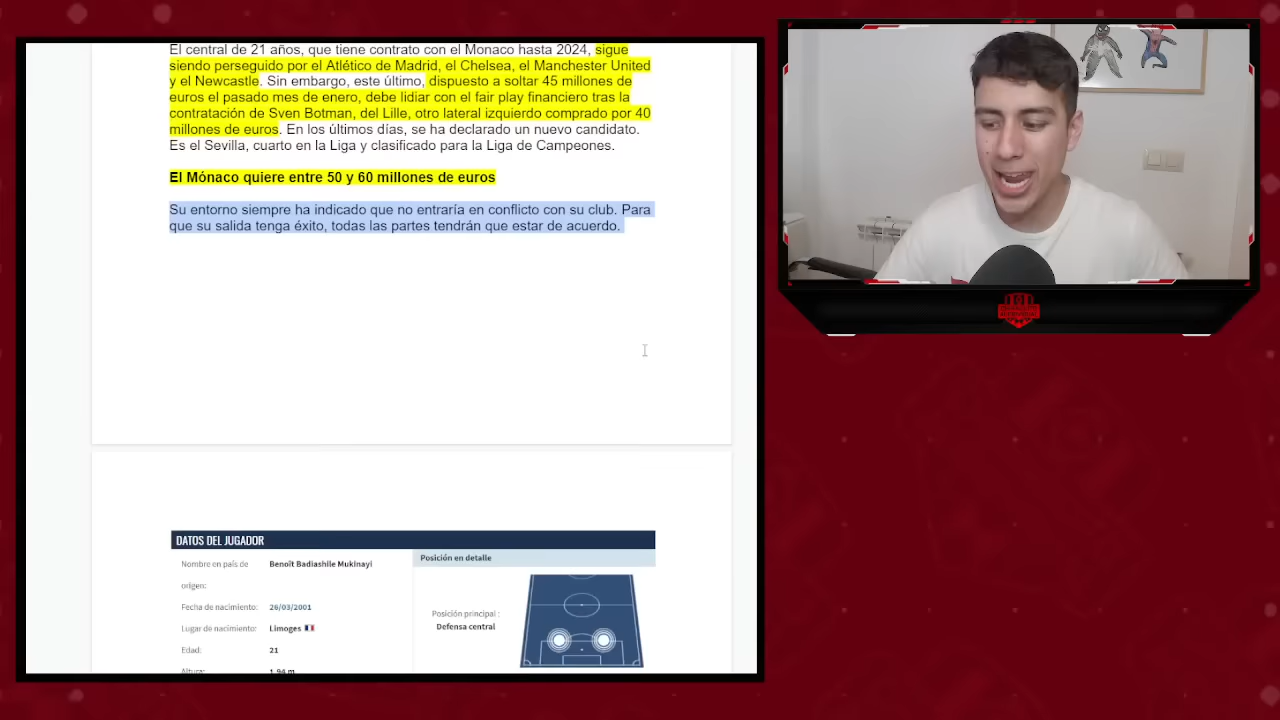 El central de 21 años, que tiene contrato con el Monaco hasta 2024, sigue
siendo perseguido por el Atlético de Madrid, el Chelsea, el Manchester United
y el Newcastle. Sin embargo, este último, dispuesto a soltar 45 millones de
euros el pasado mes de enero, debe lidiar con el fair play financiero tras la
contratación de Sven Botman, del Lille, otro lateral izquierdo comprado por 40
millones de euros. En los últimos días, se ha declarado un nuevo candidato.
Es el Sevilla, cuarto en la Liga y clasificado para la Liga de Campeones.
El Mónaco quiere entre 50 y 60 millones de euros
Su entorno siempre ha indicado que no entraría en conflicto con su club. Para
que su salida tenga éxito, todas las partes tendrán que estar de acuerdo.
DATOS DEL JUGADOR
Nombre en país de origen: Benoît Badiashile Mukinayi
Fecha de nacimiento: 26/03/2001
Lugar de nacimiento: Limoges
Edad: 21
Altura: 1,94 m
Posición en detalle
Posición principal :
Defensa central